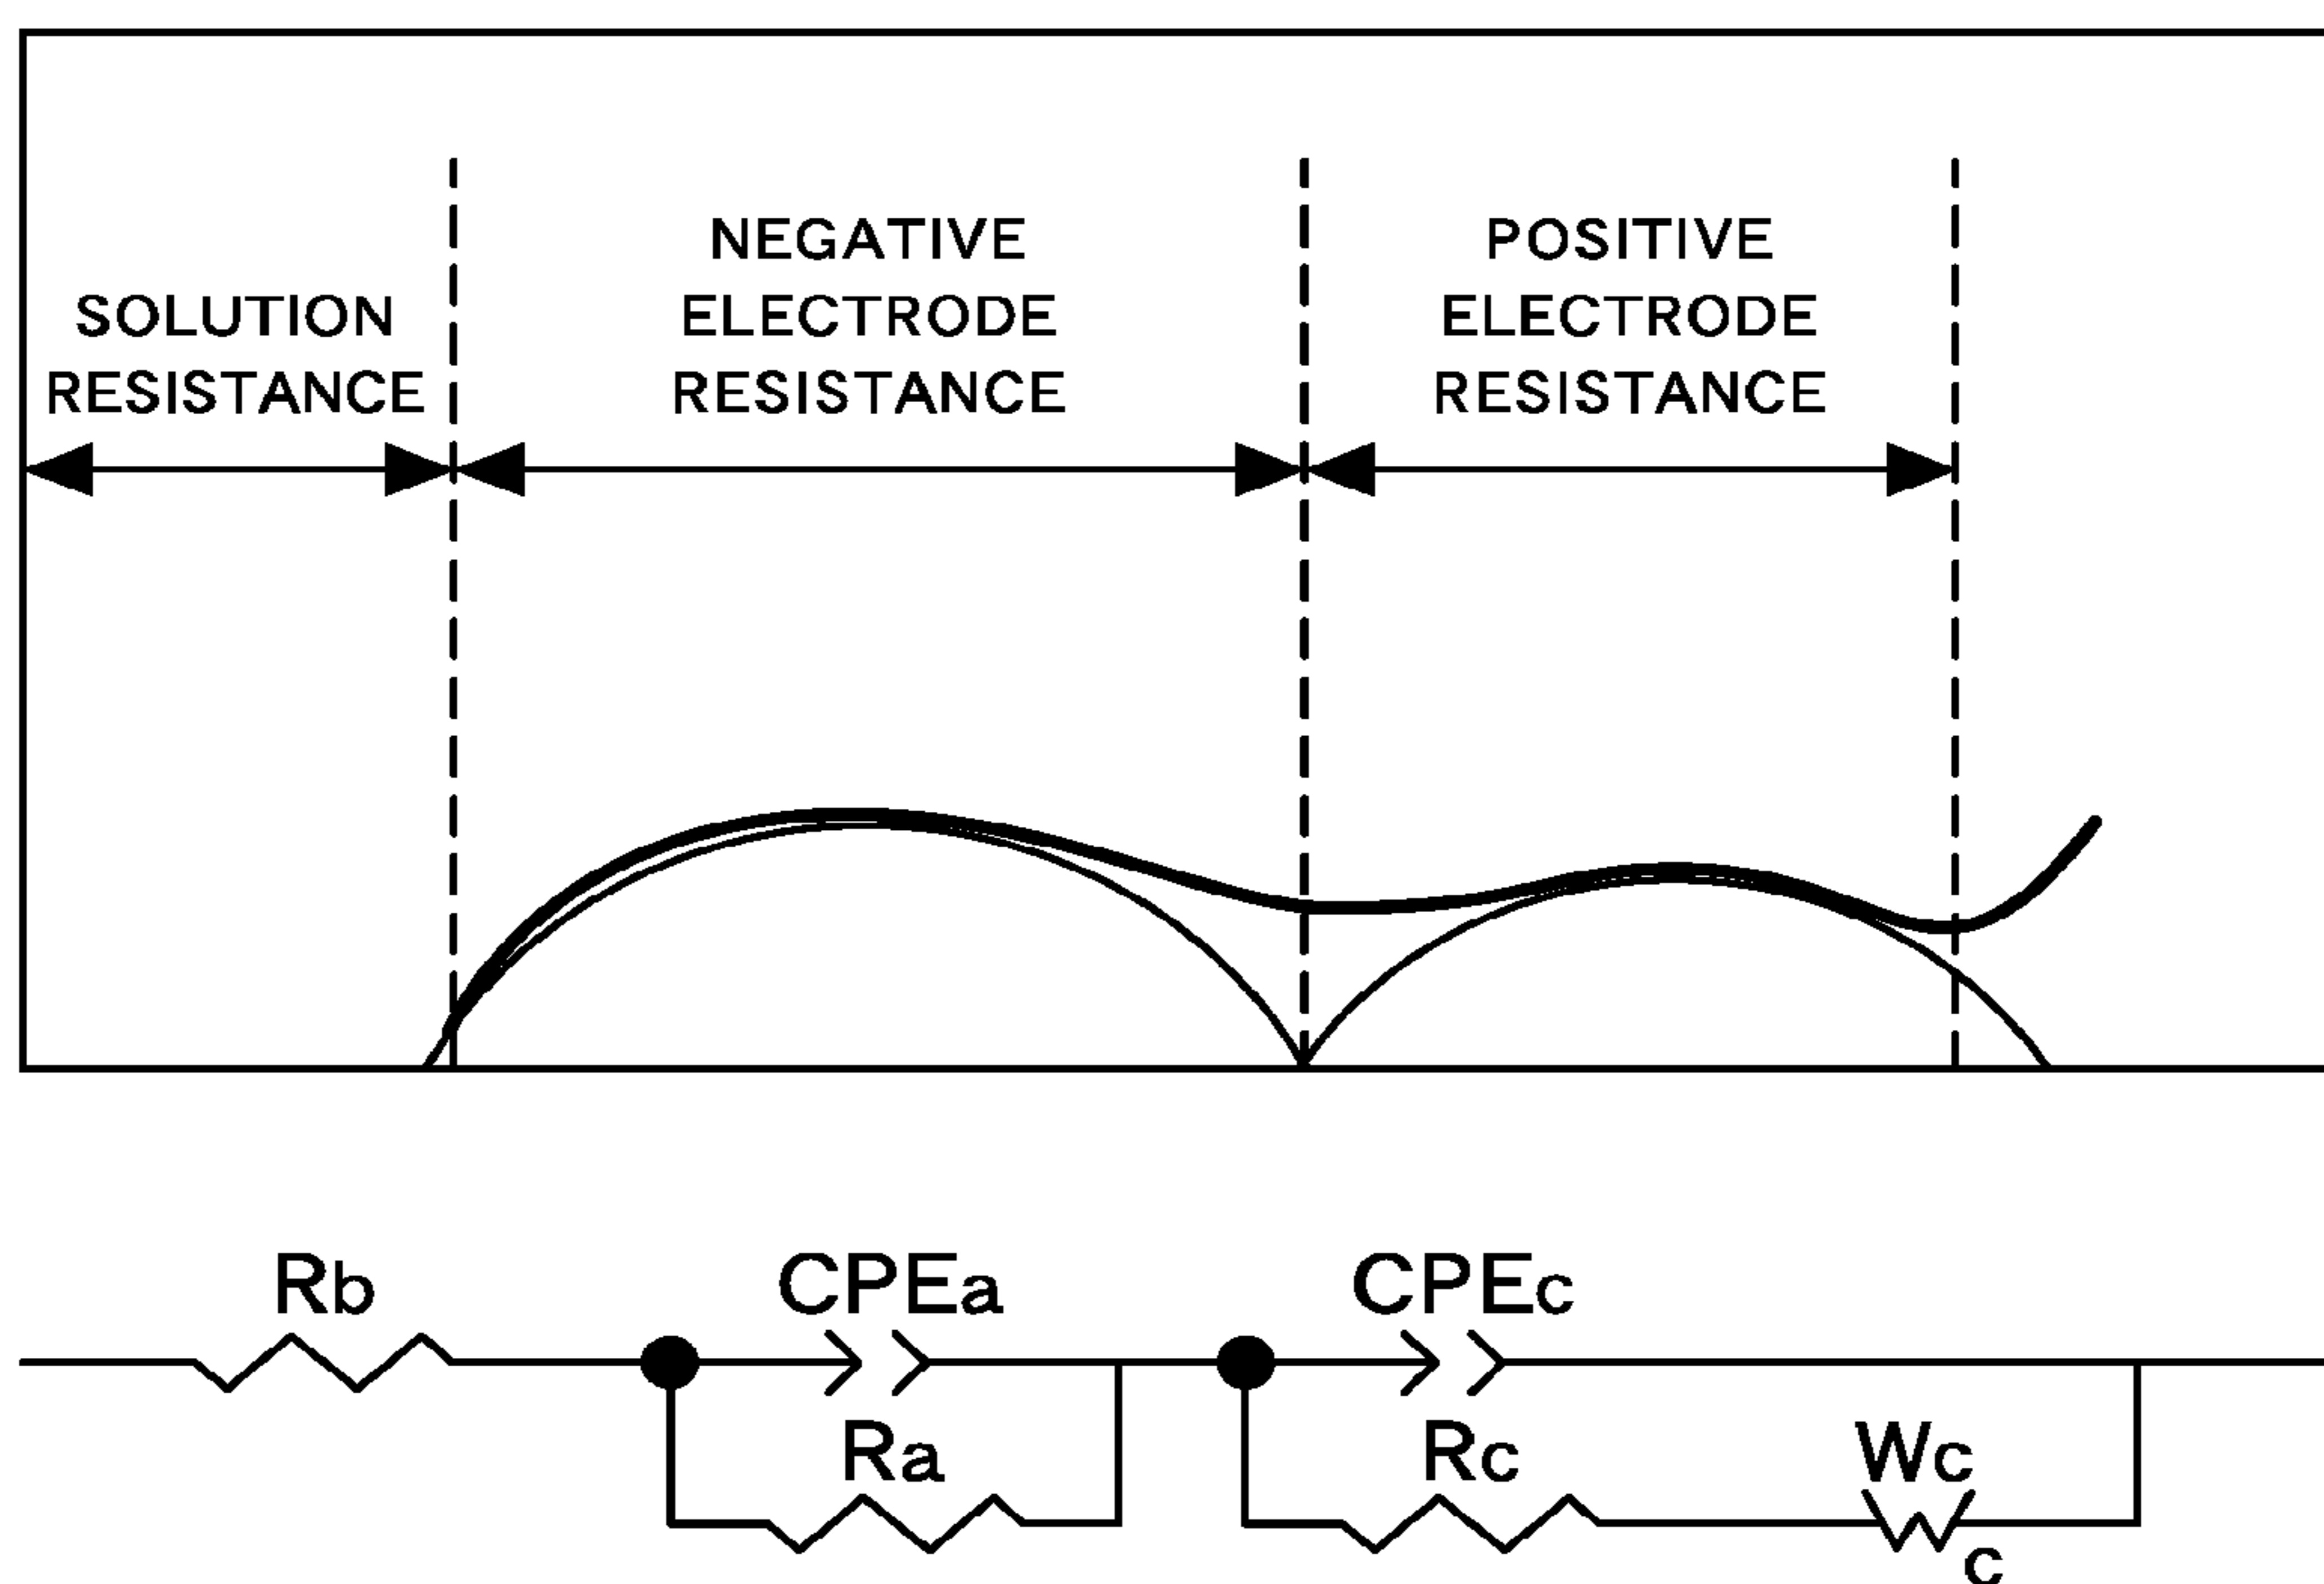 SOLUTION
RESISTANCE
NEGATIVE
ELECTRODE
RESISTANCE
POSITIVE
ELECTRODE
RESISTANCE
Rb
CPEa
CPEc
Ra
Rc
Wc
c